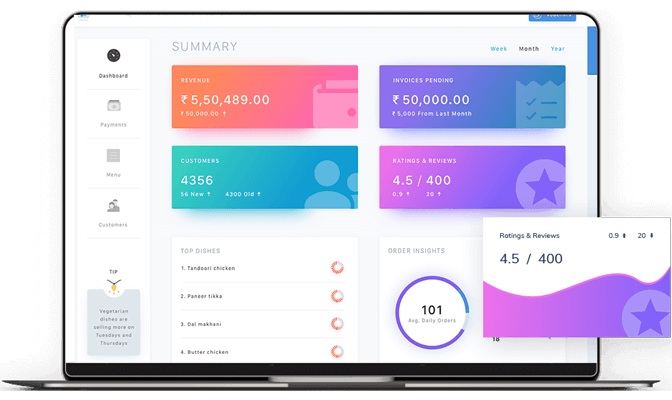 SUMMARY
Week Month Year
Dashboard
Payments
Menu
Customers
TIP
Vegetarian
dishes are
selling more on
Tuesdays and
Thursdays
REVENUE
₹ 5,50,489.00
₹ 50,000.00 ↑
INVOICES PENDING
₹ 50,000.00
₹ 5,000 From Last Month
CUSTOMERS
4356
56 New ↑ 4300 Old ↑
RATINGS & REVIEWS
4.5 / 400
0.9 ↑ 20 ↑
TOP DISHES
1. Tandoori chicken
2. Paneer tikka
3. Dal makhani
4. Butter chicken
ORDER INSIGHTS
101
Avg. Daily Orders
18
Ratings & Reviews 0.9 ⬆ 20 ⬇
4.5 / 400